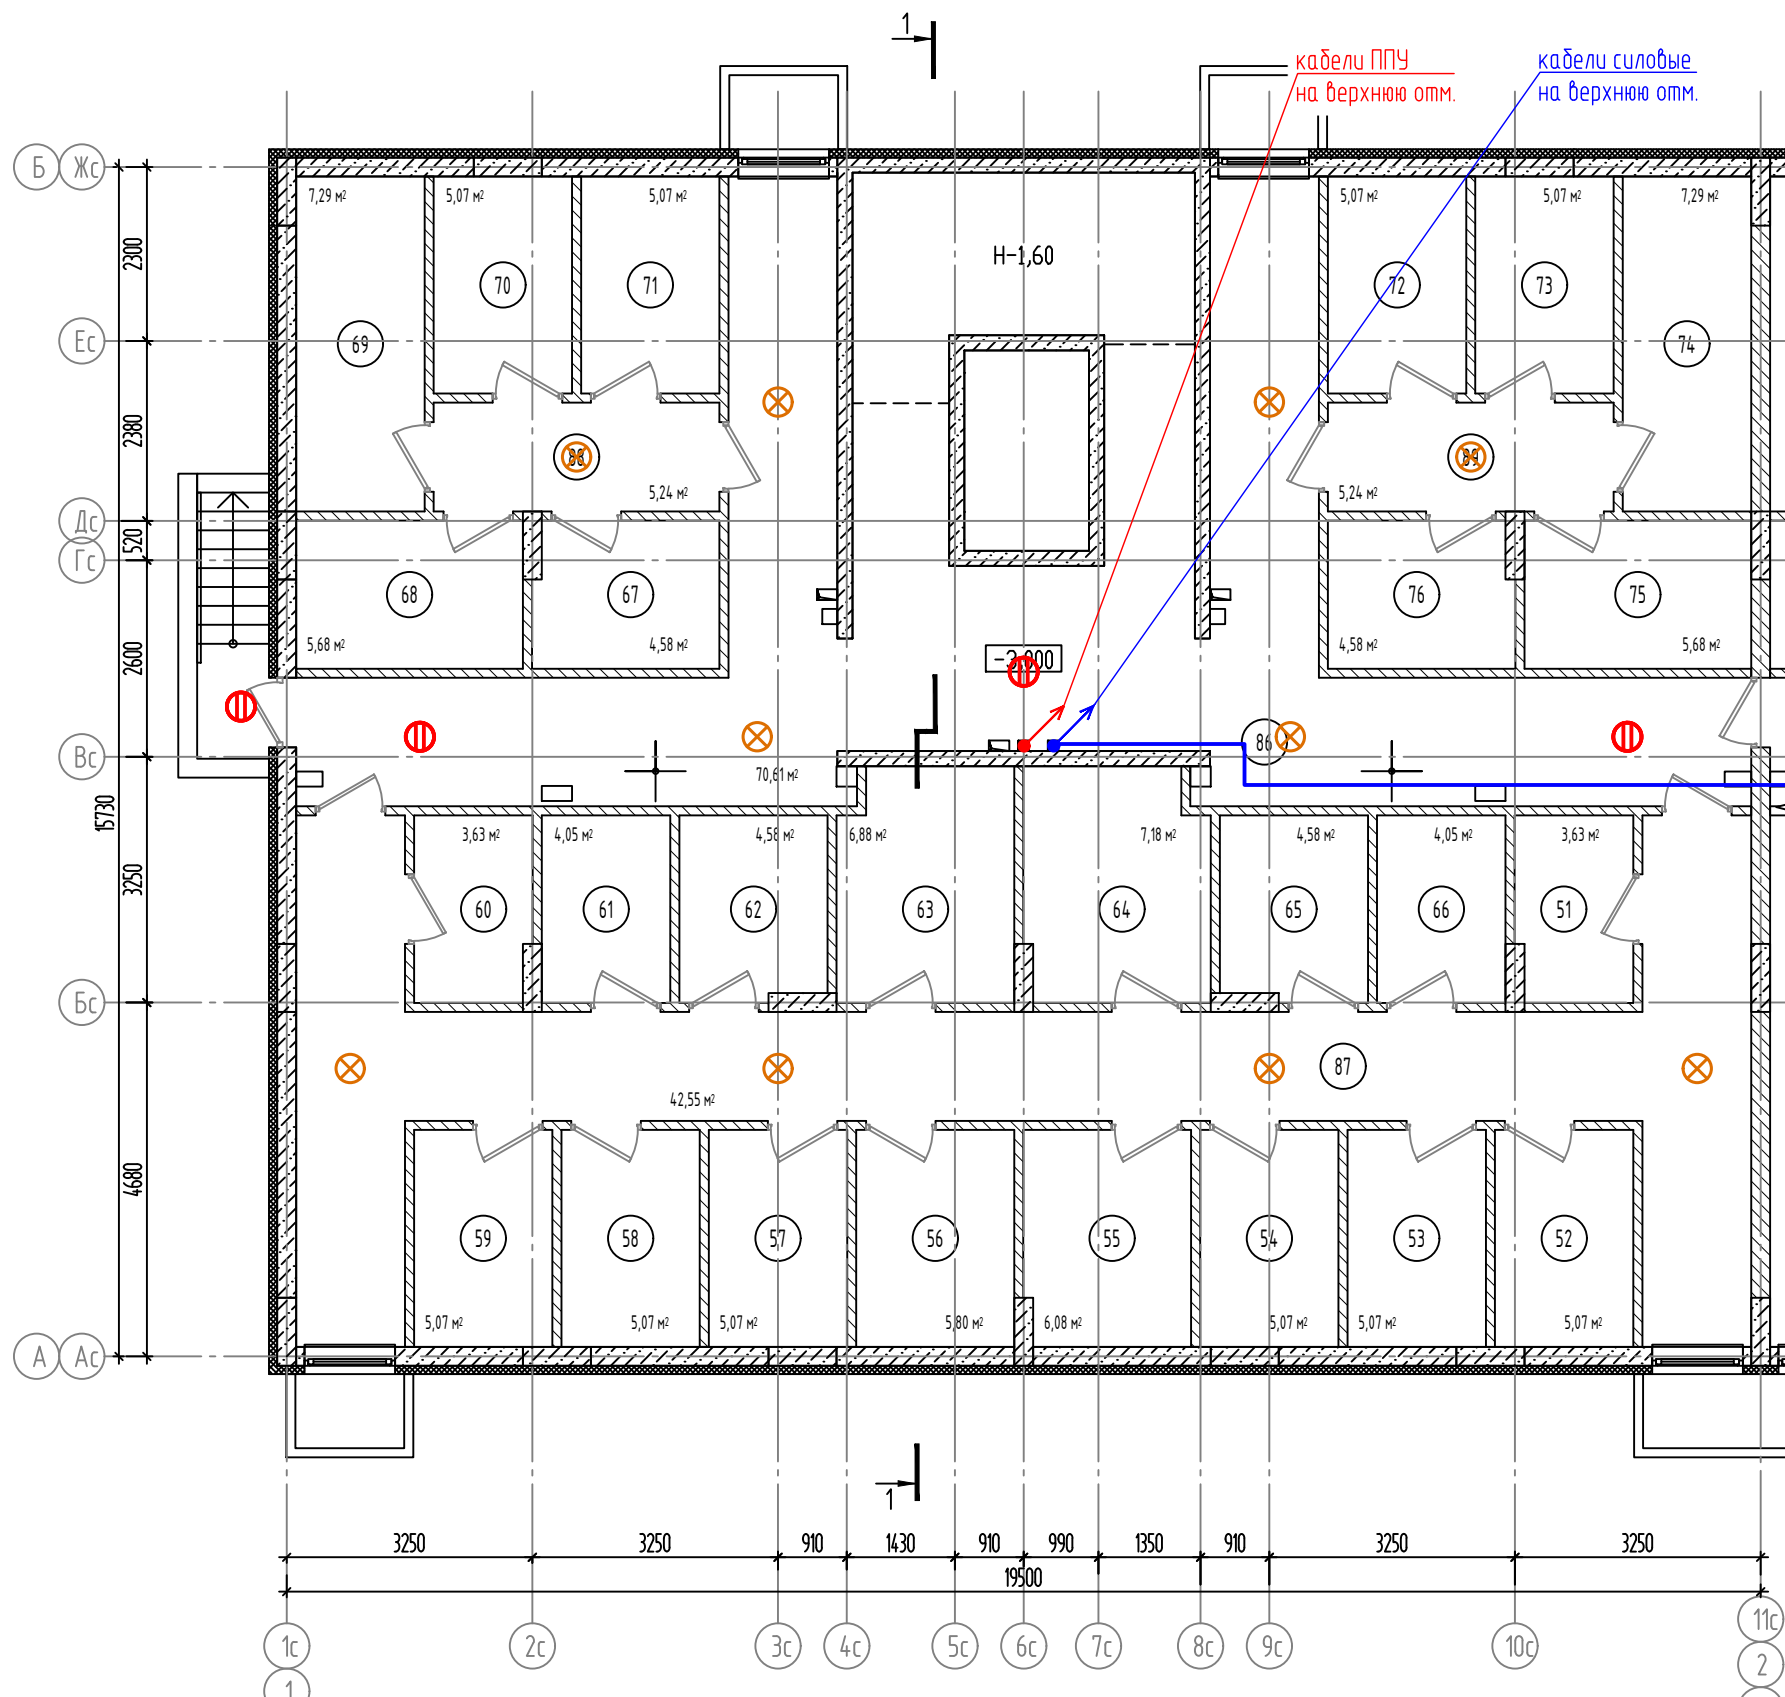 1
кабели ППУ
на верхнюю отм.
кабели силовые
на верхнюю отм.
Б
Жс
7,29 м²
5,07 м²
5,07 м²
5,07 м²
5,07 м²
7,29 м²
2300
Н-1,60
70
71
72
73
Ес
69
74
2380
88
89
5,24 м²
5,24 м²
Дс
520
Гс
68
67
76
75
2600
5,68 м²
4,58 м²
-3,000
4,58 м²
5,68 м²
Вс
86
70,61 м²
15730
3,63 м²
4,05 м²
4,58 м²
6,88 м²
7,18 м²
4,58 м²
4,05 м²
3,63 м²
3250
60
61
62
63
64
65
66
51
Бс
87
42,55 м²
4680
59
58
57
56
55
54
53
52
5,07 м²
5,07 м²
5,07 м²
5,80 м²
6,08 м²
5,07 м²
5,07 м²
5,07 м²
А
Ас
1
3250
3250
910
1430
910
990
1350
910
3250
3250
19500
1с
2с
3с
4с
5с
6с
7с
8с
9с
10с
11с
1
2